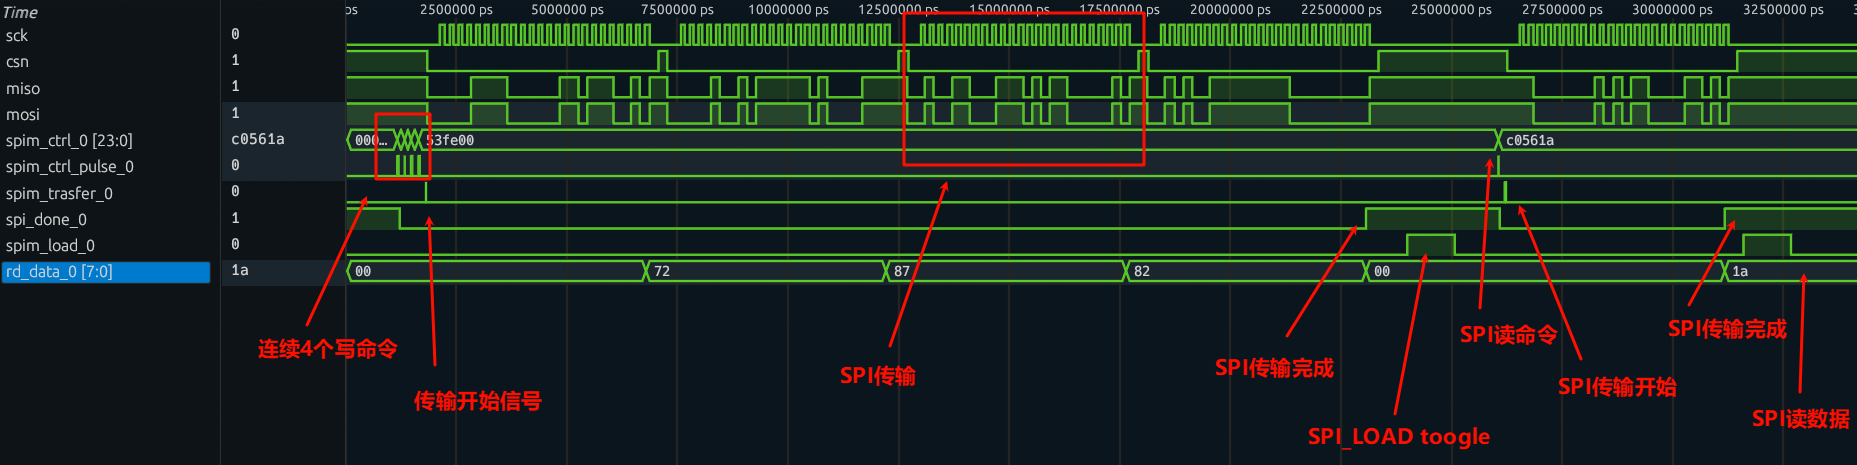 Time ps 2500000 ps 5000000 ps 7500000 ps 10000000 ps 12500000 ps 15000000 ps 17500000 ps 20000000 ps 22500000 ps 25000000 ps 27500000 ps 30000000 ps 32500000 ps
sck 0
csn 1
miso 1
mosi 1
spim_ctrl_0 [23:0] c0561a 000… 53fe00 c0561a
spim_ctrl_pulse_0 0
spim_trasfer_0 0
spi_done_0 1
spim_load_0 0
rd_data_0 [7:0] 1a 00 72 87 82 00 1a
连续4个写命令
传输开始信号
SPI传输
SPI传输完成
SPI_LOAD toogle
SPI读命令
SPI传输开始
SPI传输完成
SPI读数据